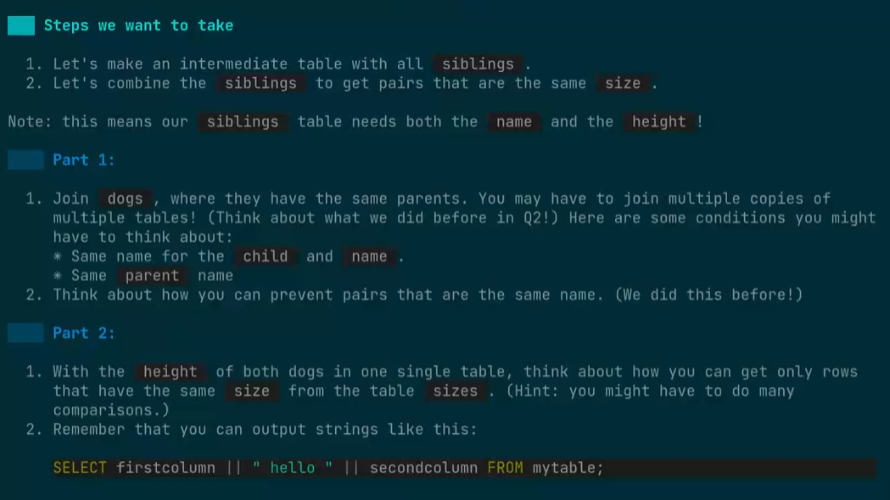 Steps we want to take
1. Let's make an intermediate table with all siblings.
2. Let's combine the siblings to get pairs that are the same size.
Note: this means our siblings table needs both the name and the height!
Part 1:
1. Join dogs, where they have the same parents. You may have to join multiple copies of
multiple tables! (Think about what we did before in Q2!) Here are some conditions you might
have to think about:
* Same name for the child and name.
* Same parent name
2. Think about how you can prevent pairs that are the same name. (We did this before!)
Part 2:
1. With the height of both dogs in one single table, think about how you can get only rows
that have the same size from the table sizes. (Hint: you might have to do many
comparisons.)
2. Remember that you can output strings like this:
SELECT firstcolumn || " hello " || secondcolumn FROM mytable;